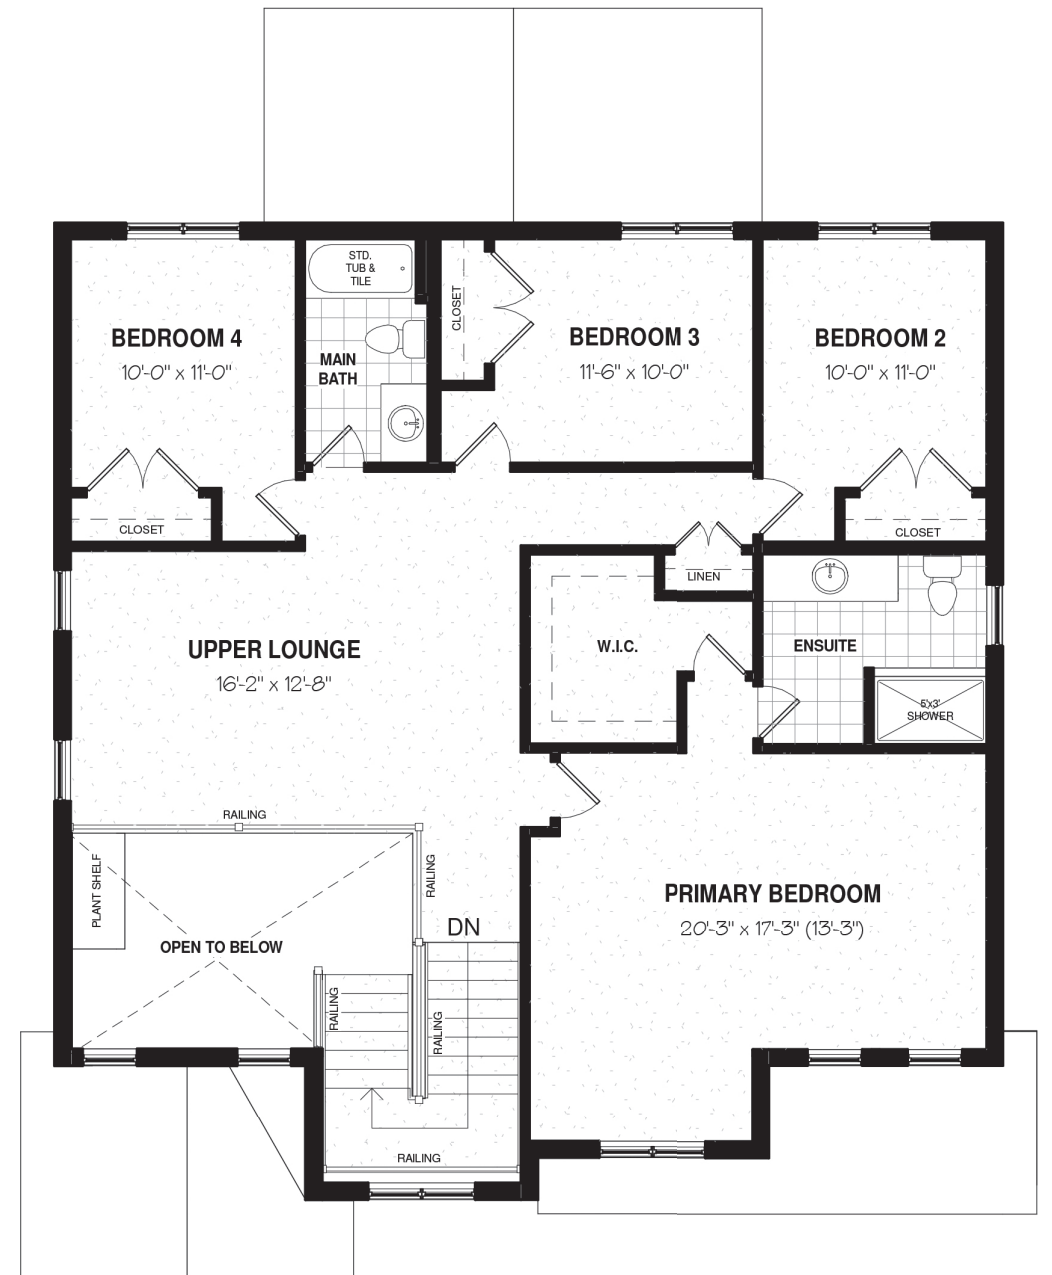 STD.
TUB &
TILE
CLOSET
BEDROOM 4
10'-0" x 11'-0"
MAIN
BATH
BEDROOM 3
11'-6" x 10'-0"
BEDROOM 2
10'-0" x 11'-0"
CLOSET
CLOSET
LINEN
UPPER LOUNGE
16'-2" x 12'-8"
W.I.C.
ENSUITE
5'x3'
SHOWER
RAILING
PLANT SHELF
RAILING
PRIMARY BEDROOM
20'-3" x 17'-3" (13'-3")
DN
OPEN TO BELOW
RAILING
RAILING
RAILING